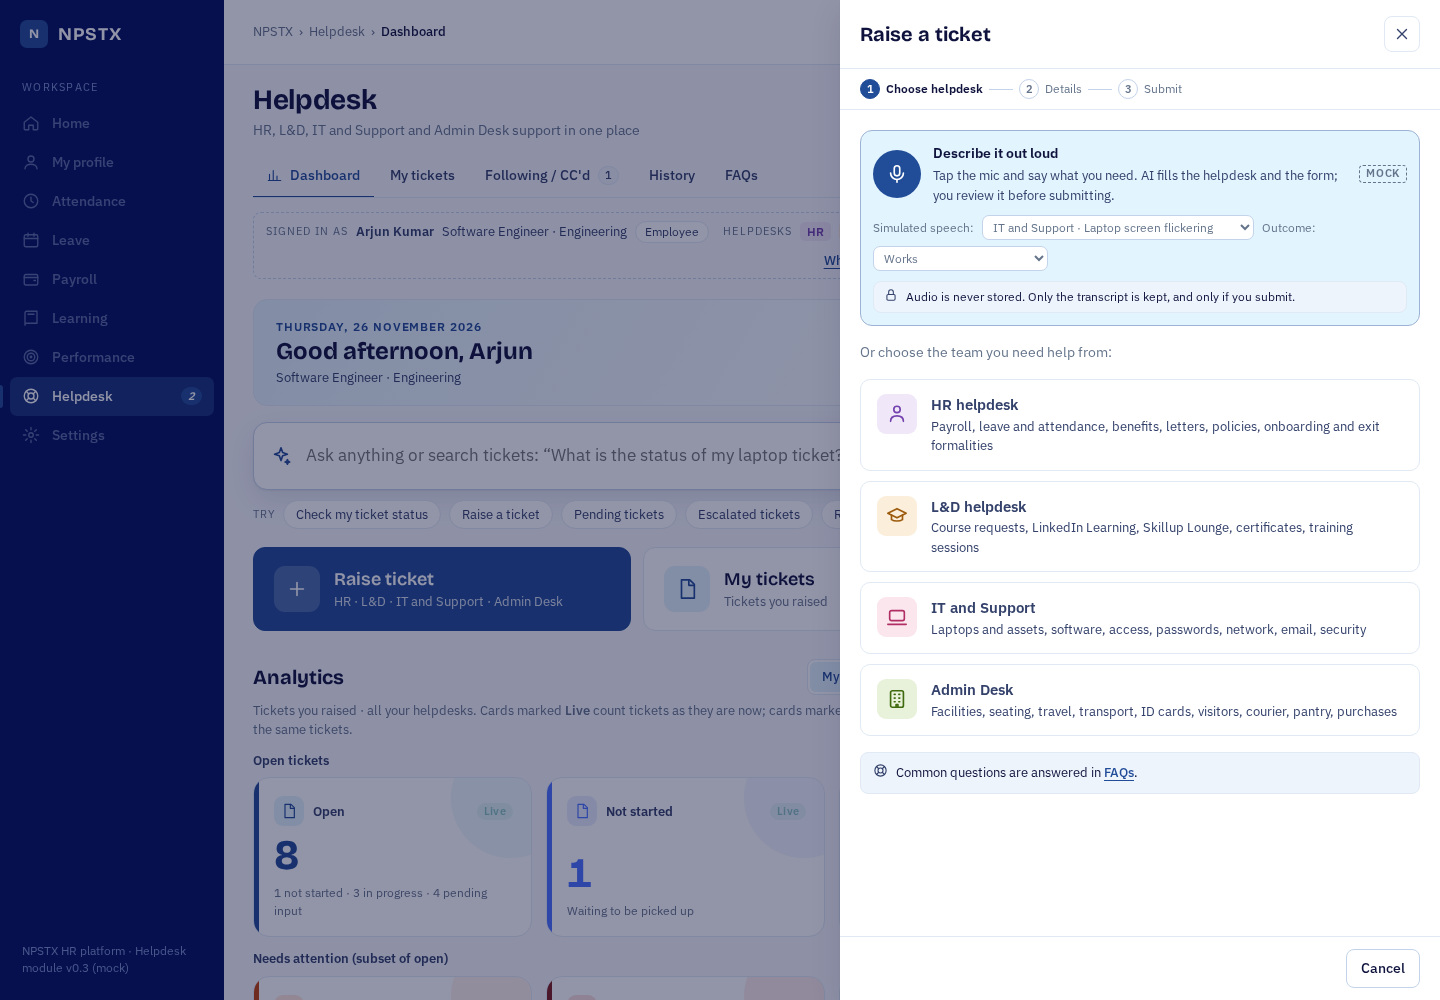 N NPSTX
WORKSPACE
Home
My profile
Attendance
Leave
Payroll
Learning
Performance
Helpdesk 2
Settings
NPSTX HR platform · Helpdesk
module v0.3 (mock)
NPSTX › Helpdesk › Dashboard
Helpdesk
HR, L&D, IT and Support and Admin Desk support in one place
Dashboard My tickets Following / CC'd 1 History FAQs
SIGNED IN AS Arjun Kumar Software Engineer · Engineering Employee HELPDESKS HR
THURSDAY, 26 NOVEMBER 2026
Good afternoon, Arjun
Software Engineer · Engineering
Ask anything or search tickets: “What is the status of my laptop ticket?
TRY Check my ticket status Raise a ticket Pending tickets Escalated tickets
Raise ticket
HR · L&D · IT and Support · Admin Desk
My tickets
Tickets you raised
Analytics
My
Tickets you raised · all your helpdesks. Cards marked Live count tickets as they are now; cards marke
the same tickets.
Open tickets
Open Live
8
1 not started · 3 in progress · 4 pending
input
Not started Live
1
Waiting to be picked up
Needs attention (subset of open)
Raise a ticket
1 Choose helpdesk 2 Details 3 Submit
Describe it out loud
Tap the mic and say what you need. AI fills the helpdesk and the form;
you review it before submitting.
MOCK
Simulated speech: IT and Support · Laptop screen flickering Outcome:
Works
Audio is never stored. Only the transcript is kept, and only if you submit.
Or choose the team you need help from:
HR helpdesk
Payroll, leave and attendance, benefits, letters, policies, onboarding and exit
formalities
L&D helpdesk
Course requests, LinkedIn Learning, Skillup Lounge, certificates, training
sessions
IT and Support
Laptops and assets, software, access, passwords, network, email, security
Admin Desk
Facilities, seating, travel, transport, ID cards, visitors, courier, pantry, purchases
Common questions are answered in FAQs.
Cancel